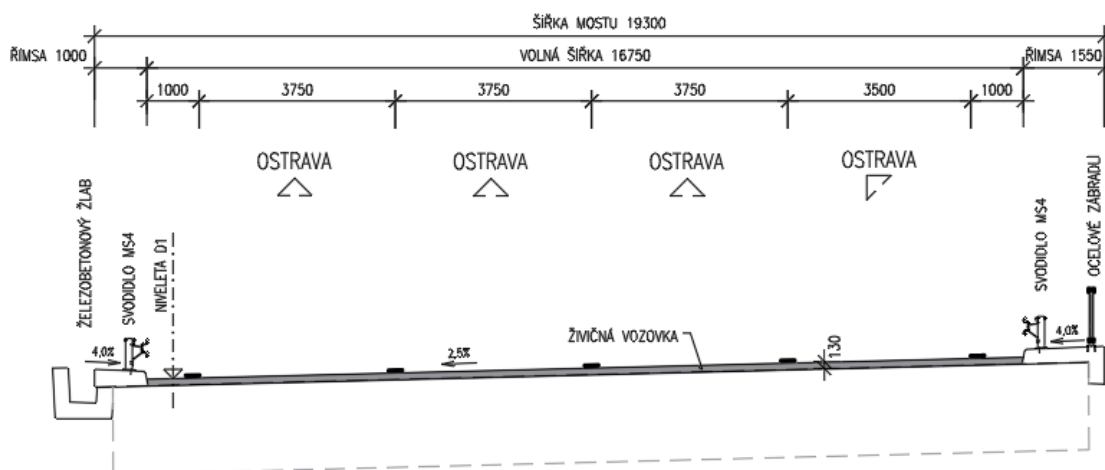 ŠÍŘKA MOSTU 19300
ŘÍMSA 1000
VOLNÁ ŠÍŘKA 16750
ŘÍMSA 1550
1000
3750
3750
3750
3500
1000
OSTRAVA
OSTRAVA
OSTRAVA
OSTRAVA
ŽELEZOBETONOVÝ ŽLAB
SVODIDLO MS4
NIVELETA D1
SVODIDLO MS4
OCELOVÉ ZÁBRADLÍ
ŽIVIČNÁ VOZOVKA
130
4,0%
2,5%
4,0%